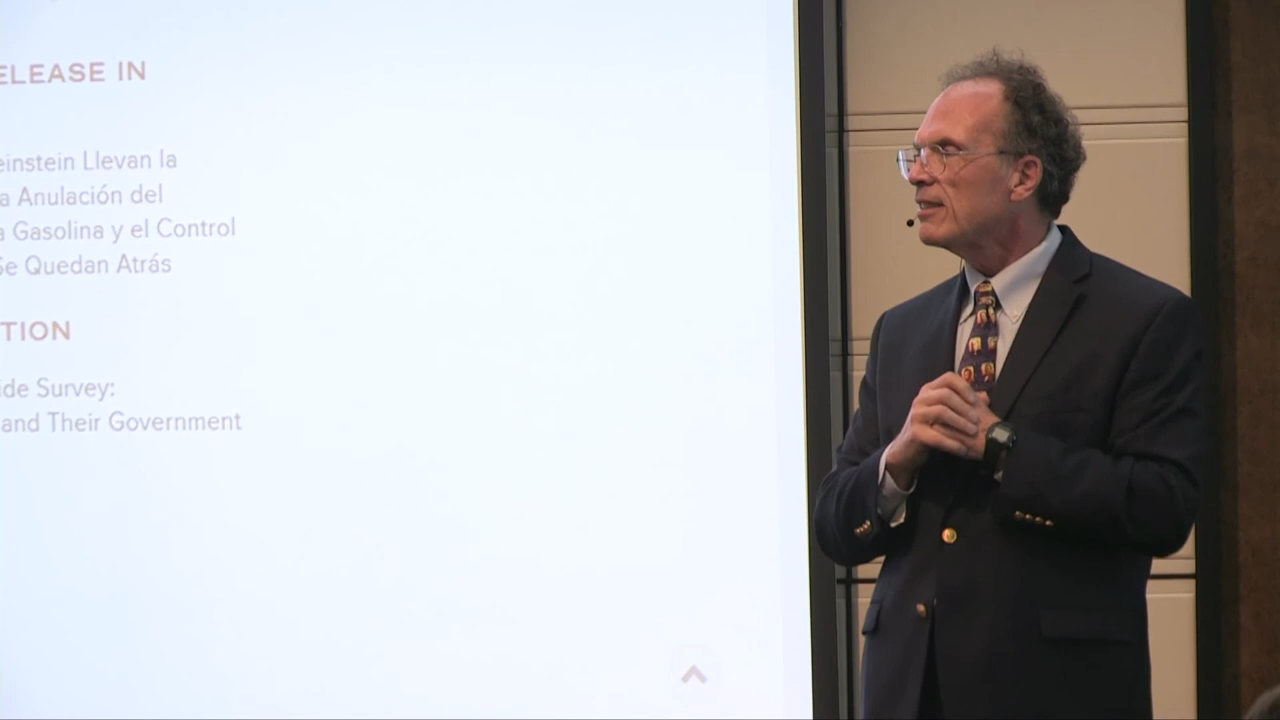 ELEASE IN
einstein Llevan la
a Anulación del
a Gasolina y el Control
Se Quedan Atrás
TION
ide Survey:
and Their Government